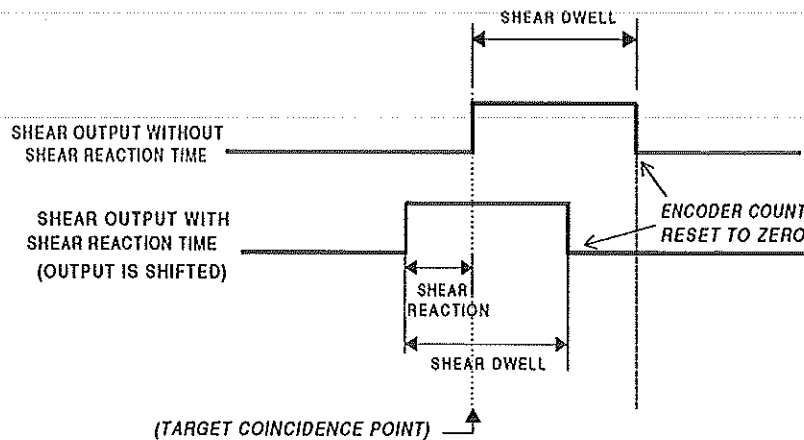 SHEAR DWELL
SHEAR OUTPUT WITHOUT
SHEAR REACTION TIME
SHEAR OUTPUT WITH
SHEAR REACTION TIME
(OUTPUT IS SHIFTED)
ENCODER COUNT
RESET TO ZERO
SHEAR
REACTION
SHEAR DWELL
(TARGET COINCIDENCE POINT)